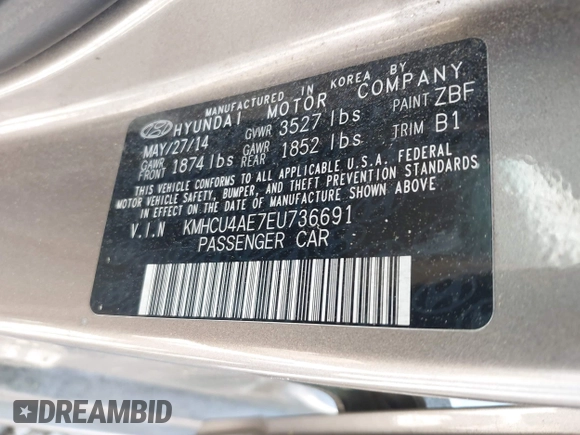 MANUFACTURED IN KOREA BY
HYUNDAI MOTOR COMPANY
MAY/27/14 GVWR 3527 lbs PAINT ZBF
GAWR FRONT 1874 lbs GAWR REAR 1852 lbs TRIM B1
THIS VEHICLE CONFORMS TO ALL APPLICABLE U.S.A. FEDERAL
MOTOR VEHICLE SAFETY, BUMPER, AND THEFT PREVENTION STANDARDS
IN EFFECT ON THE DATE OF MANUFACTURE SHOWN ABOVE.
V.I.N KMHCU4AE7EU736691
PASSENGER CAR
DREAMBID